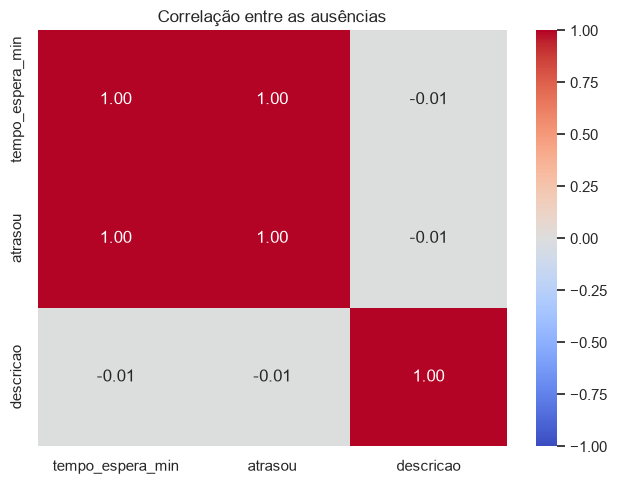 Correlação entre as ausências
tempo_espera_min
1.00
1.00
-0.01
atrasou
1.00
1.00
-0.01
descricao
-0.01
-0.01
1.00
tempo_espera_min
atrasou
descricao
1.00
0.75
0.50
0.25
0.00
−0.25
−0.50
−0.75
−1.00